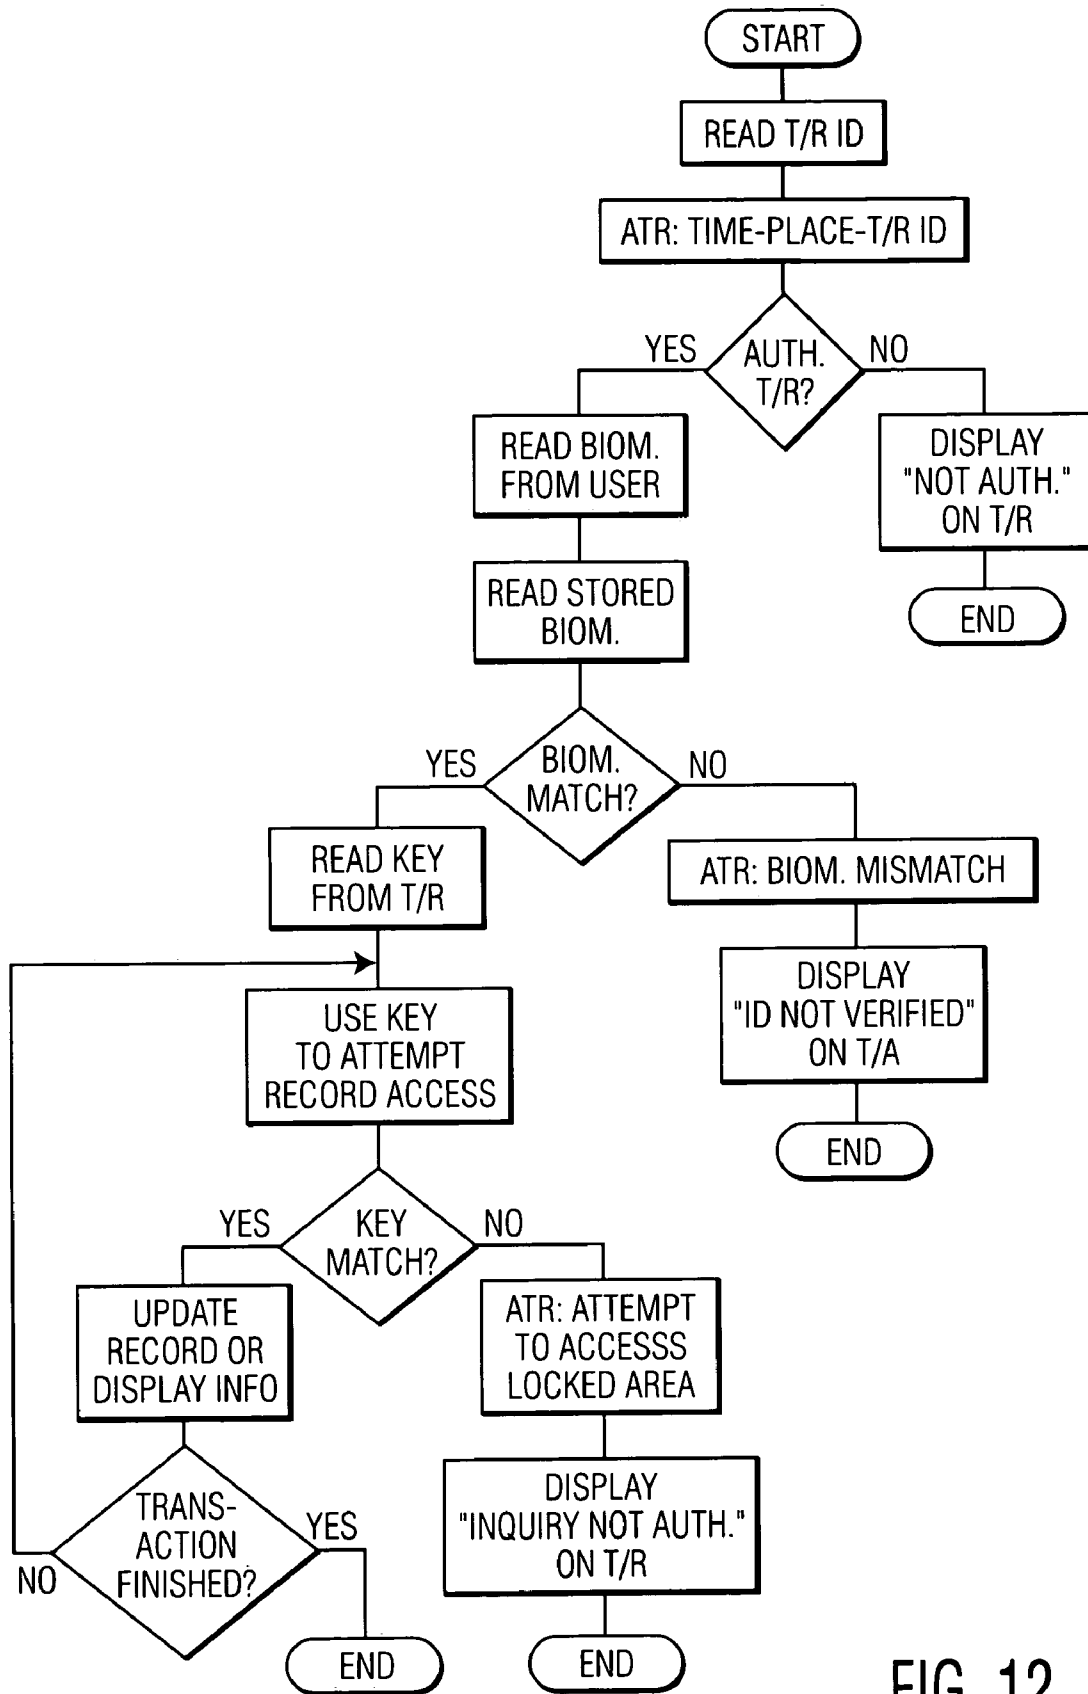 START
READ T/R ID
ATR: TIME-PLACE-T/R ID
YES
AUTH.
T/R?
NO
READ BIOM.
FROM USER
DISPLAY
"NOT AUTH."
ON T/R
READ STORED
BIOM.
END
YES
BIOM.
MATCH?
NO
READ KEY
FROM T/R
ATR: BIOM. MISMATCH
DISPLAY
"ID NOT VERIFIED"
ON T/A
USE KEY
TO ATTEMPT
RECORD ACCESS
END
YES
KEY
MATCH?
NO
UPDATE
RECORD OR
DISPLAY INFO
ATR: ATTEMPT
TO ACCESSS
LOCKED AREA
DISPLAY
"INQUIRY NOT AUTH."
ON T/R
TRANS-
ACTION
FINISHED?
YES
NO
END
END
FIG. 12